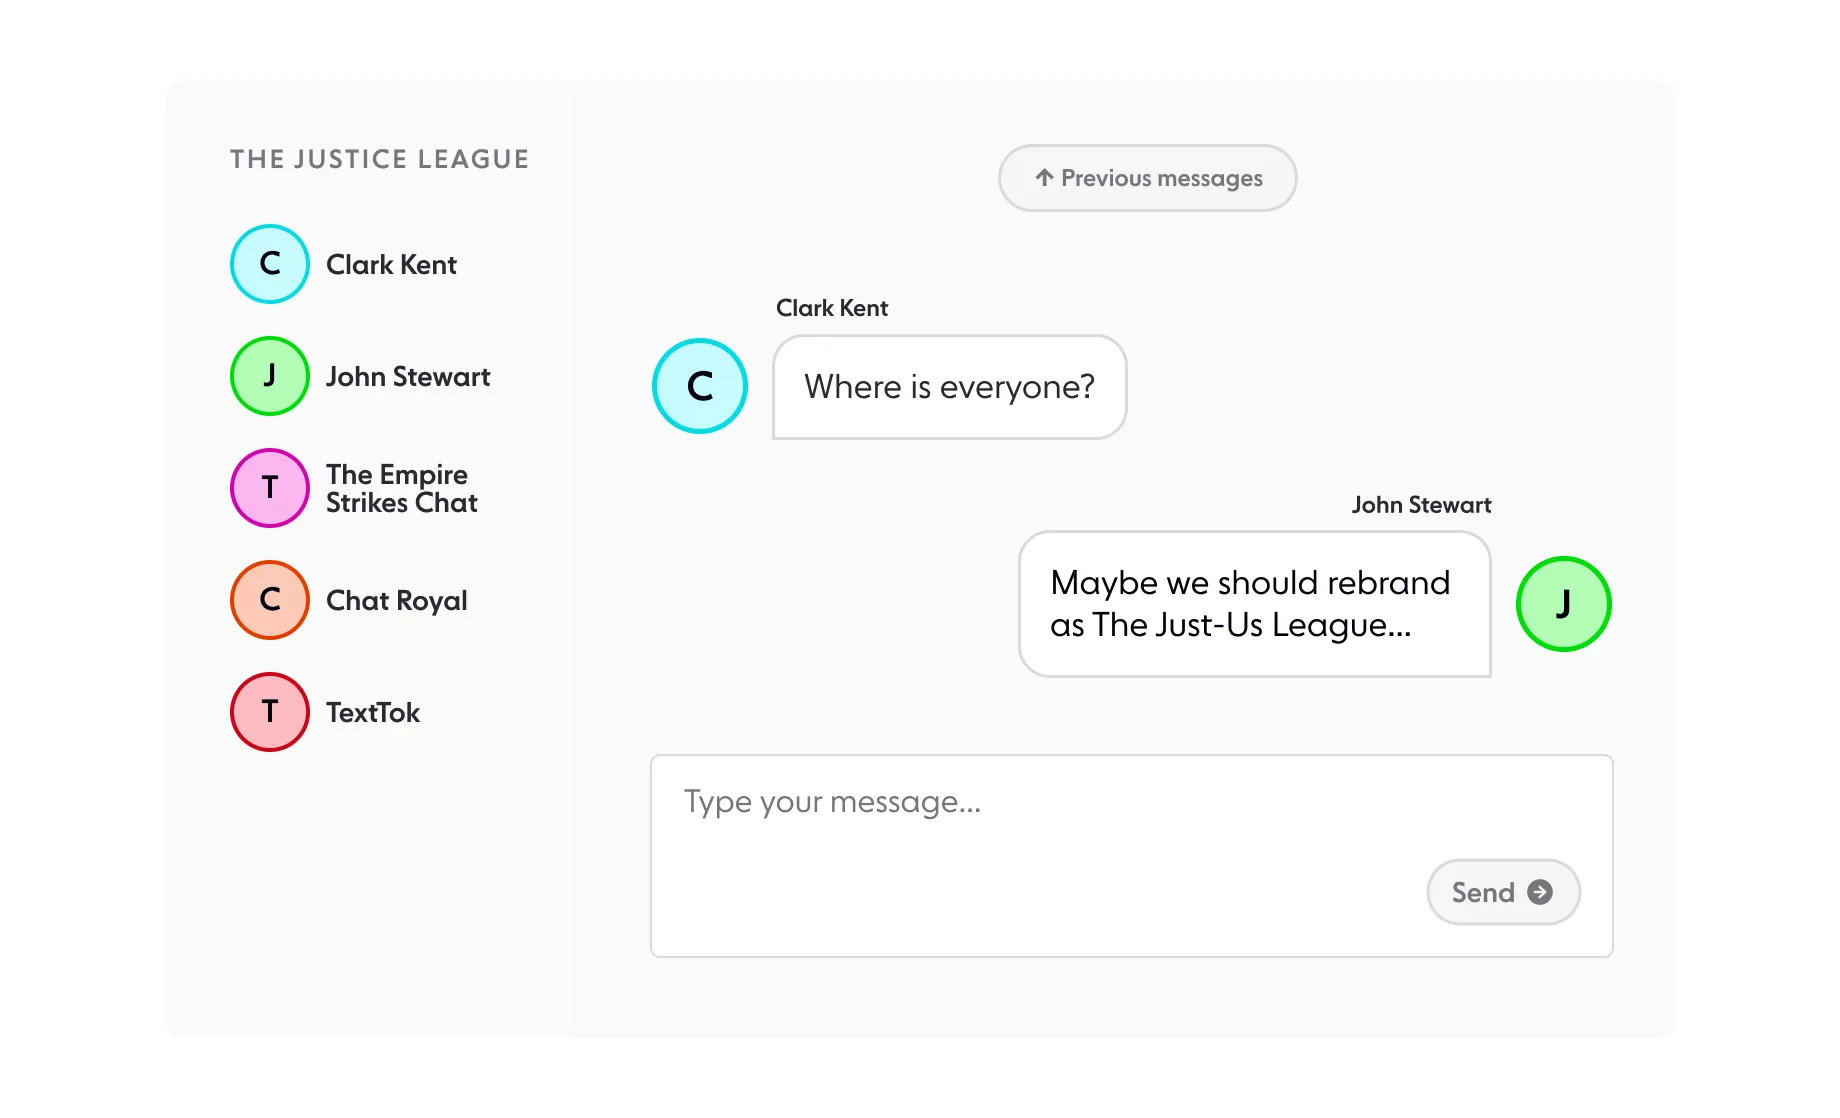 THE JUSTICE LEAGUE
C
Clark Kent
J
John Stewart
T
The Empire
Strikes Chat
C
Chat Royal
T
TextTok
Previous messages
Clark Kent
C
Where is everyone?
John Stewart
Maybe we should rebrand
as The Just-Us League...
J
Type your message...
Send